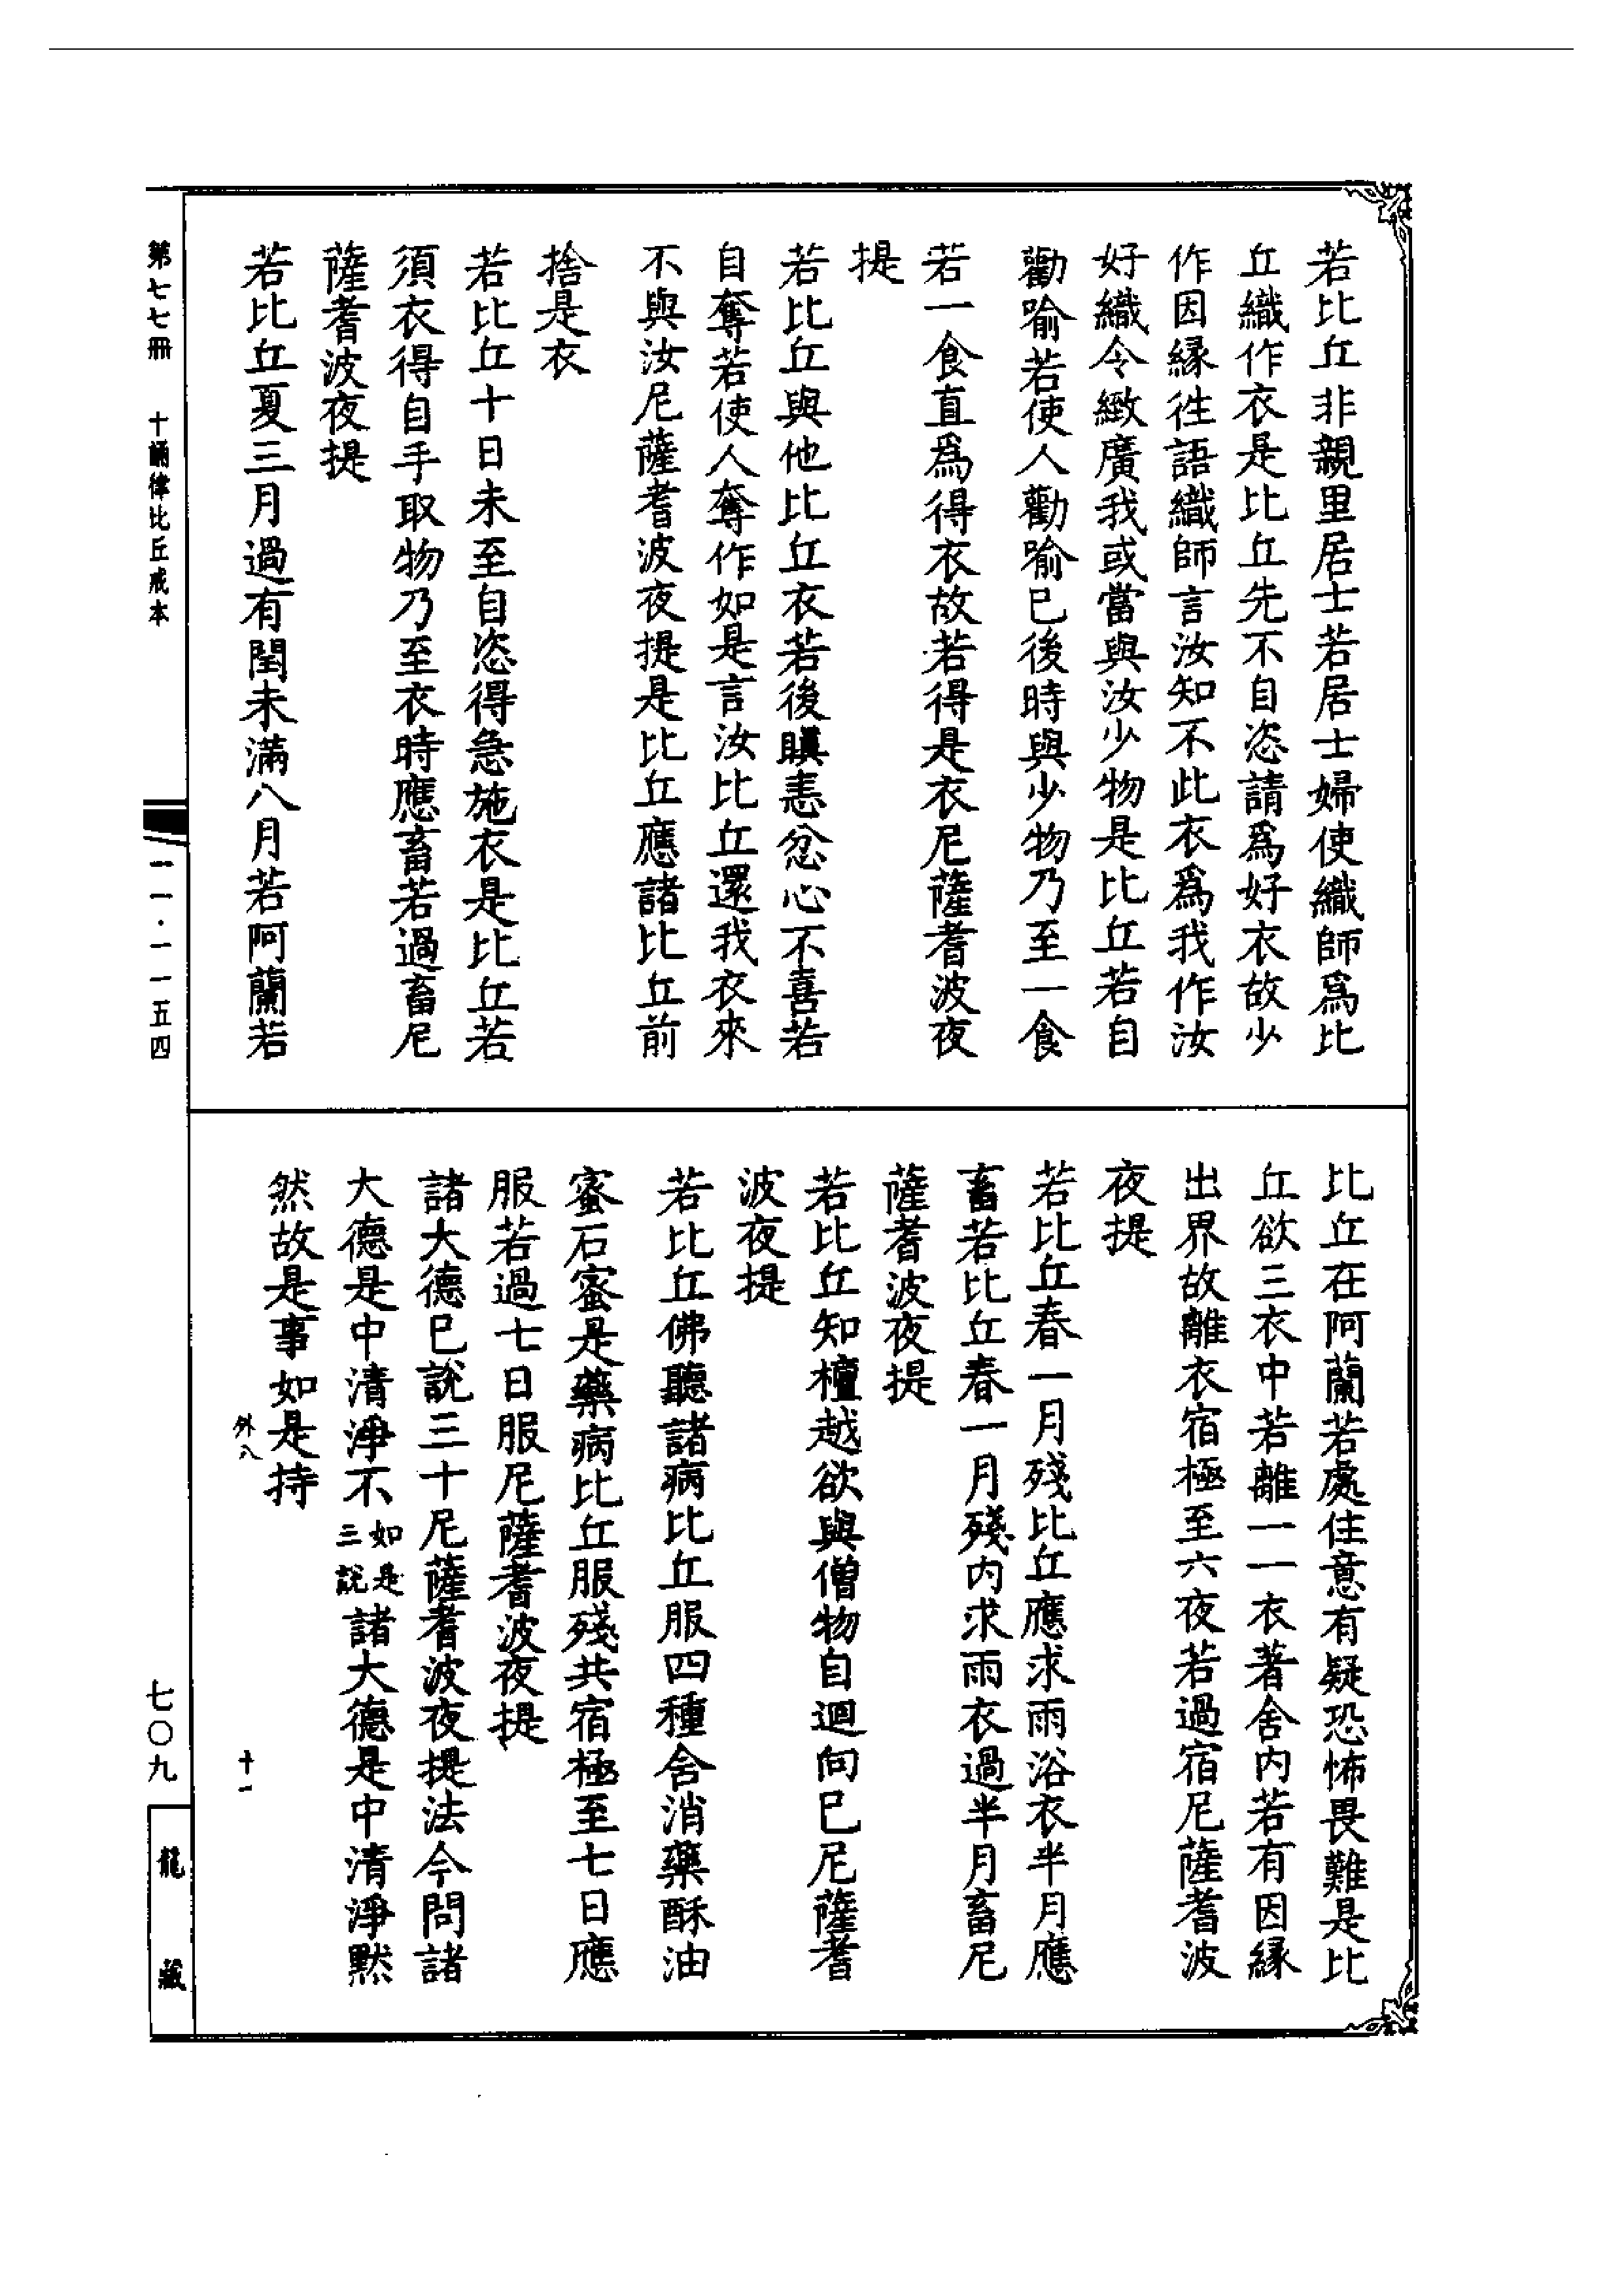 若比丘非親里居士若居士婦使織師爲比
丘織作衣是比丘先不自恣請爲好衣故少
作因緣徃語織師言汝知不此衣爲我作汝
好織令緻廣我或當與汝少物是比丘若自
勸喻若使人勸喻已後時與少物乃至一食
若一食直爲得衣故若得是衣尼薩耆波夜
提
若比丘與他比丘衣若後瞋恚忿心不喜若
自奪若使人奪作如是言汝比丘還我衣來
不與汝尼薩耆波夜提是比丘應諸比丘前
捨是衣
若比丘十日未至自恣得急施衣是比丘若
須衣得自手取物乃至衣時應畜若過畜尼
薩耆波夜提
若比丘夏三月過有閏未滿八月若阿蘭若
比丘在阿蘭若處住意有疑恐怖畏難是比
丘欲三衣中若離一一衣著舍内若有因緣
出界故離衣宿極至六夜若過宿尼薩耆波
夜提
若比丘春一月殘比丘應求雨浴衣半月應
畜若比丘春一月殘内求雨衣過半月畜尼
薩耆波夜提
若比丘知檀越欲與僧物自迴向已尼薩耆
波夜提
若比丘佛聽諸病比丘服四種含消藥酥油
蜜石蜜是藥病比丘服殘共宿極至七日應
服若過七日服尼薩耆波夜提
諸大德已說三十尼薩耆波夜提法今問諸
大德是中清淨不如是三說諸大德是中清淨默
然故是事如是持
外八
十一
第七七冊 十誦律比丘戒本
一一·一一五四
七〇九
龍藏